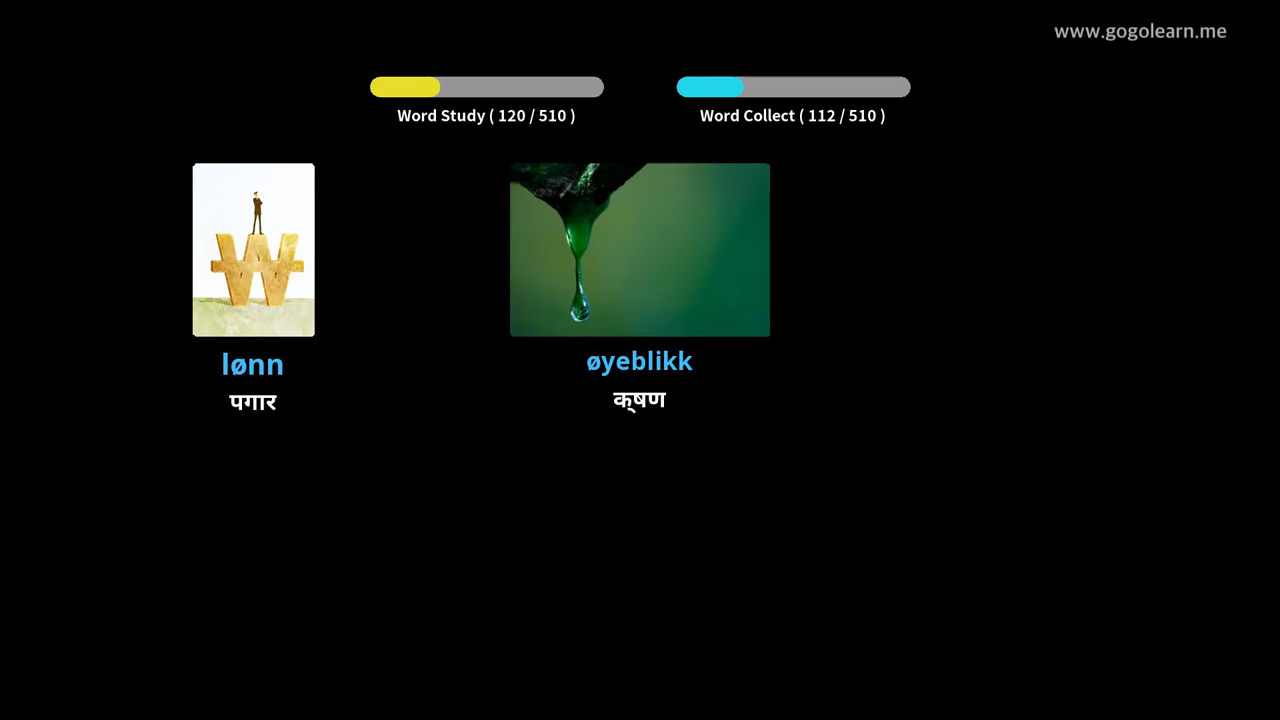 www.gogolearn.me
Word Study ( 120 / 510 )
Word Collect ( 112 / 510 )
lønn
पगार
øyeblikk
क्षण